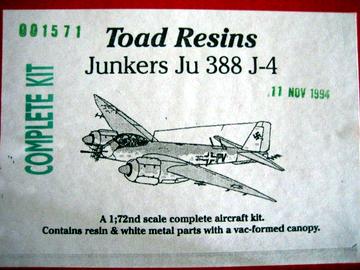 001571
Toad Resins
Junkers Ju 388 J-4
11 NOV 1994
COMPLETE KIT
A 1;72nd scale complete aircraft kit.
Contains resin & white metal parts with a vac-formed canopy.